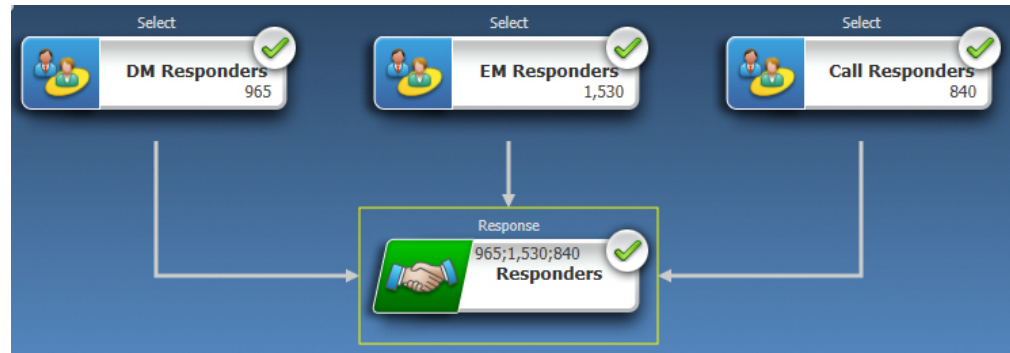 Select
DM Responders
965
Select
EM Responders
1,530
Select
Call Responders
840
Response
965;1,530;840
Responders